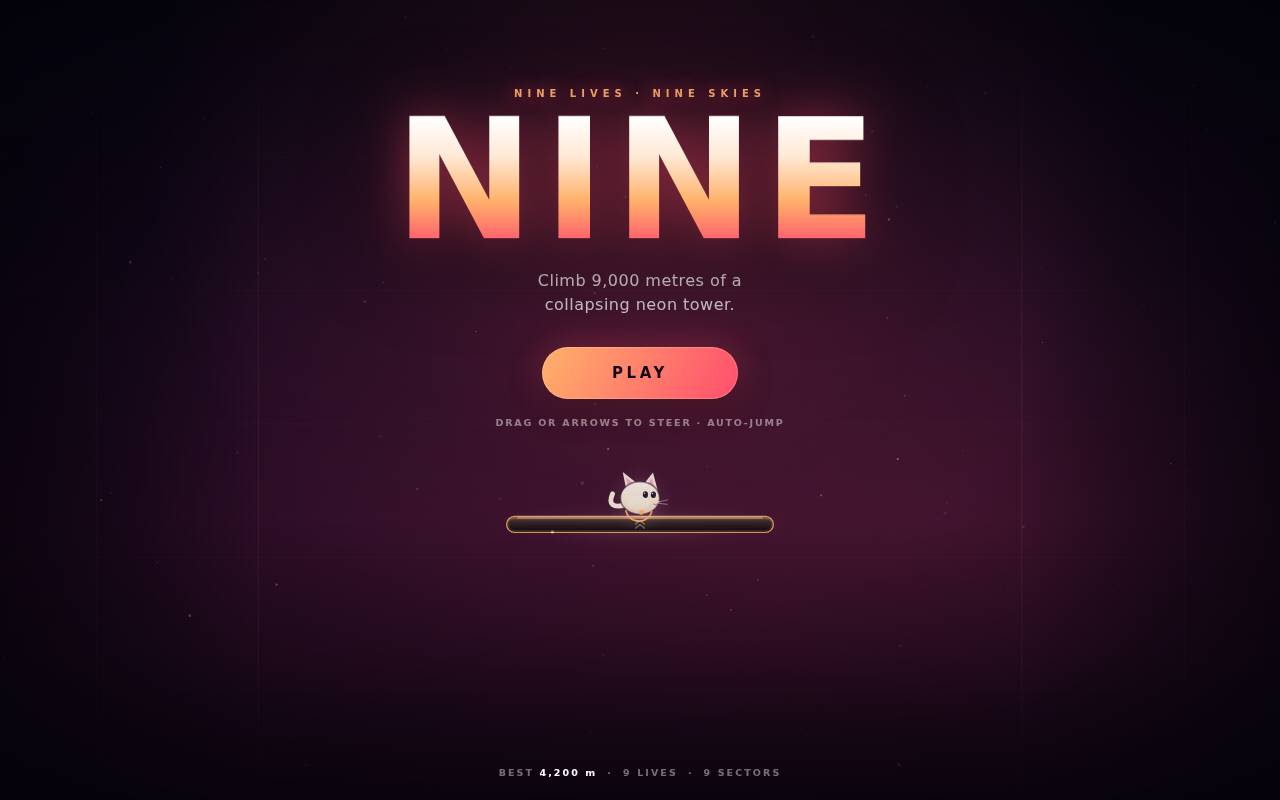 NINE LIVES · NINE SKIES
NINE
Climb 9,000 metres of a
collapsing neon tower.
PLAY
DRAG OR ARROWS TO STEER · AUTO-JUMP
BEST 4,200 m · 9 LIVES · 9 SECTORS